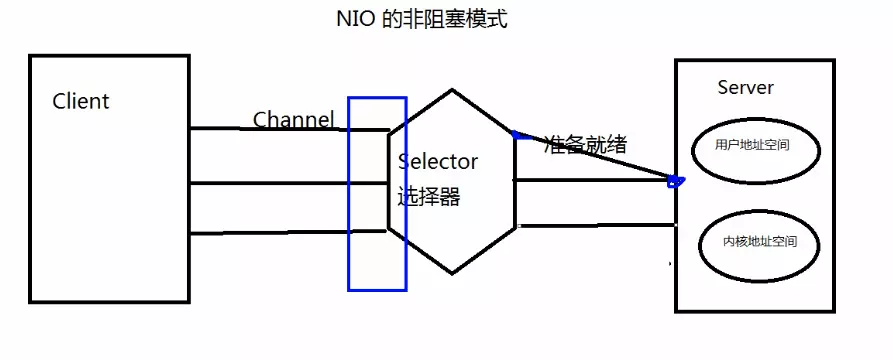 NIO 的非阻塞模式
Client
Channel
Selector
选择器
准备就绪
Server
用户地址空间
内核地址空间